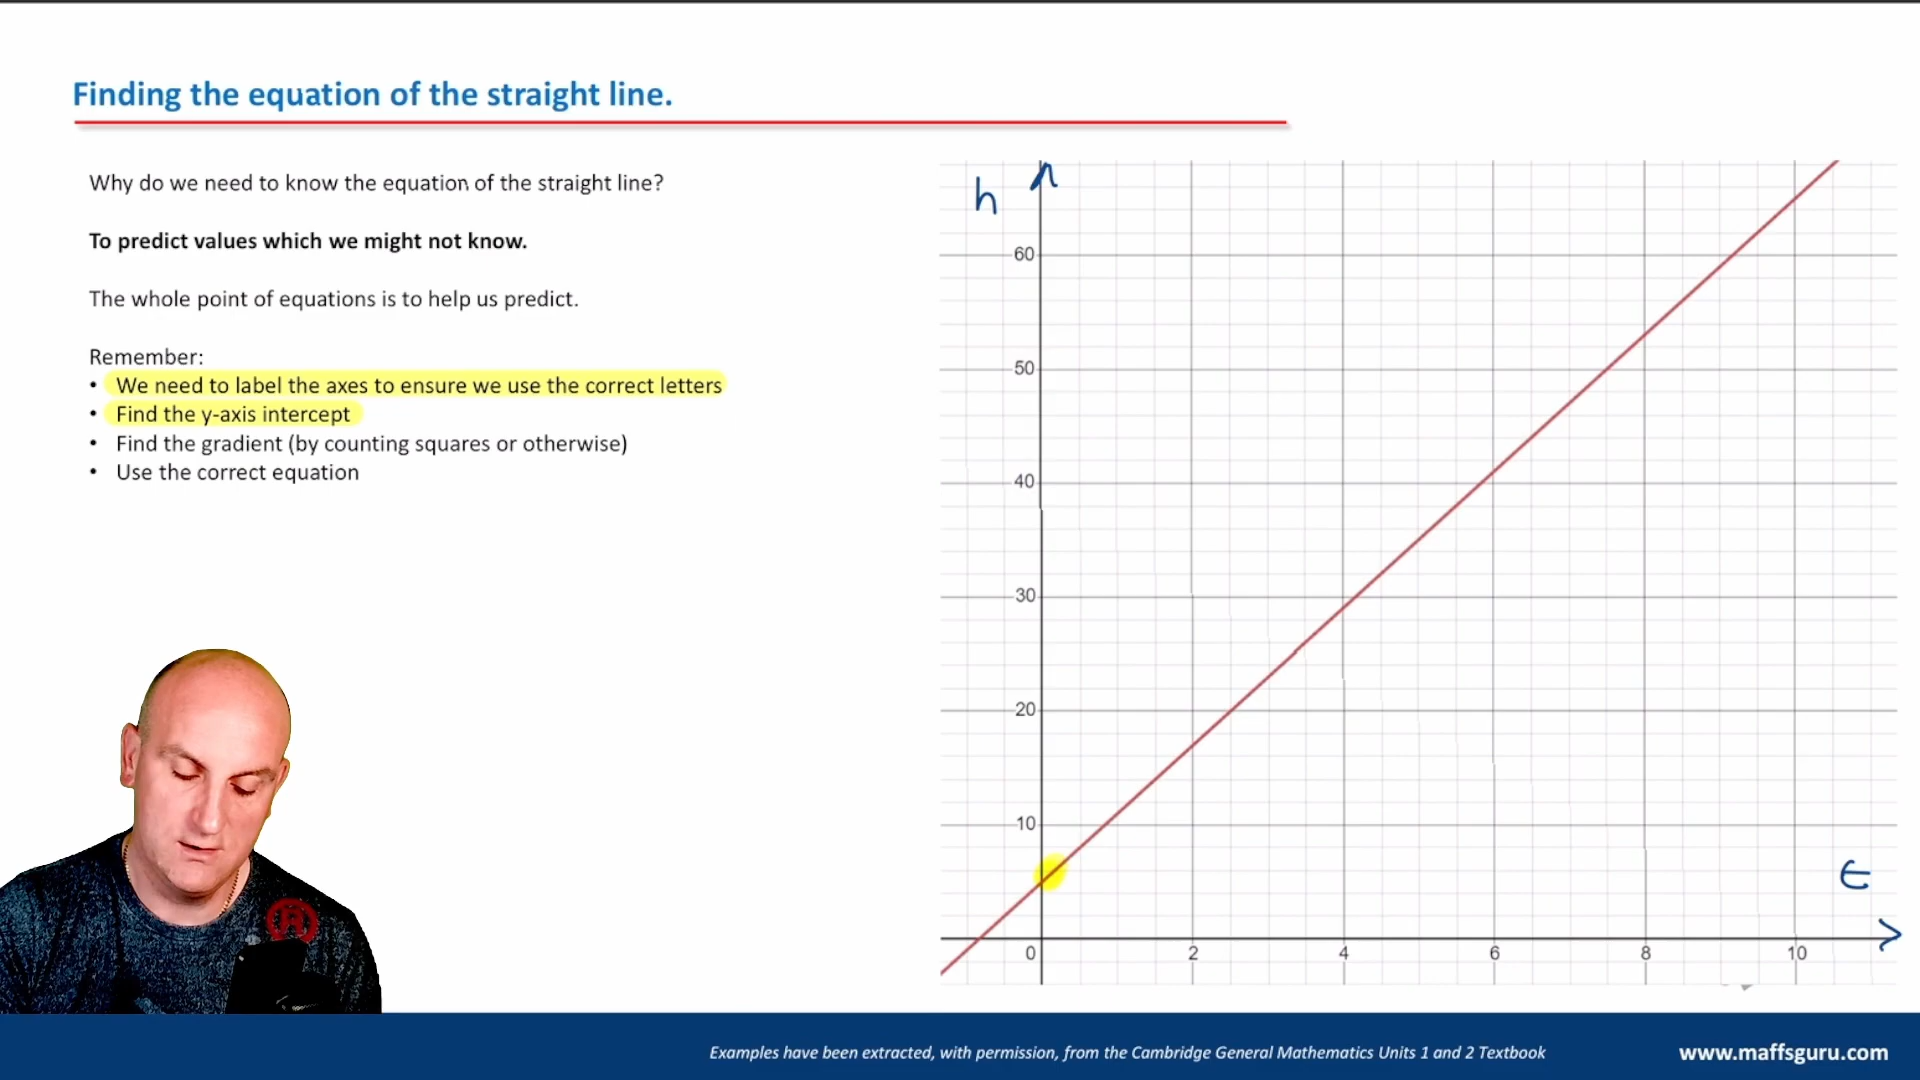 Finding the equation of the straight line.
Why do we need to know the equation of the straight line?
To predict values which we might not know.
The whole point of equations is to help us predict.
Remember:
• We need to label the axes to ensure we use the correct letters
• Find the y-axis intercept
• Find the gradient (by counting squares or otherwise)
• Use the correct equation
h
60
50
40
30
20
10
0 2 4 6 8 10
Examples have been extracted, with permission, from the Cambridge General Mathematics Units 1 and 2 Textbook
www.maffsguru.com